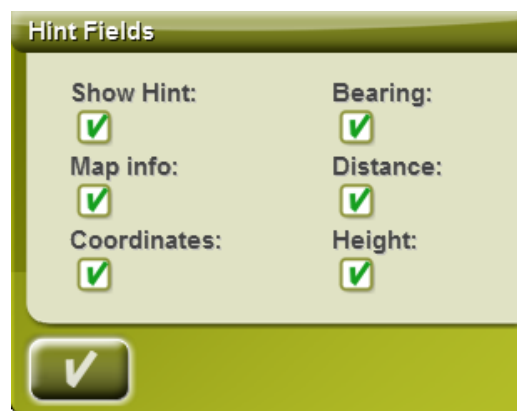 Hint Fields
Show Hint: Bearing:
Map info: Distance:
Coordinates: Height: